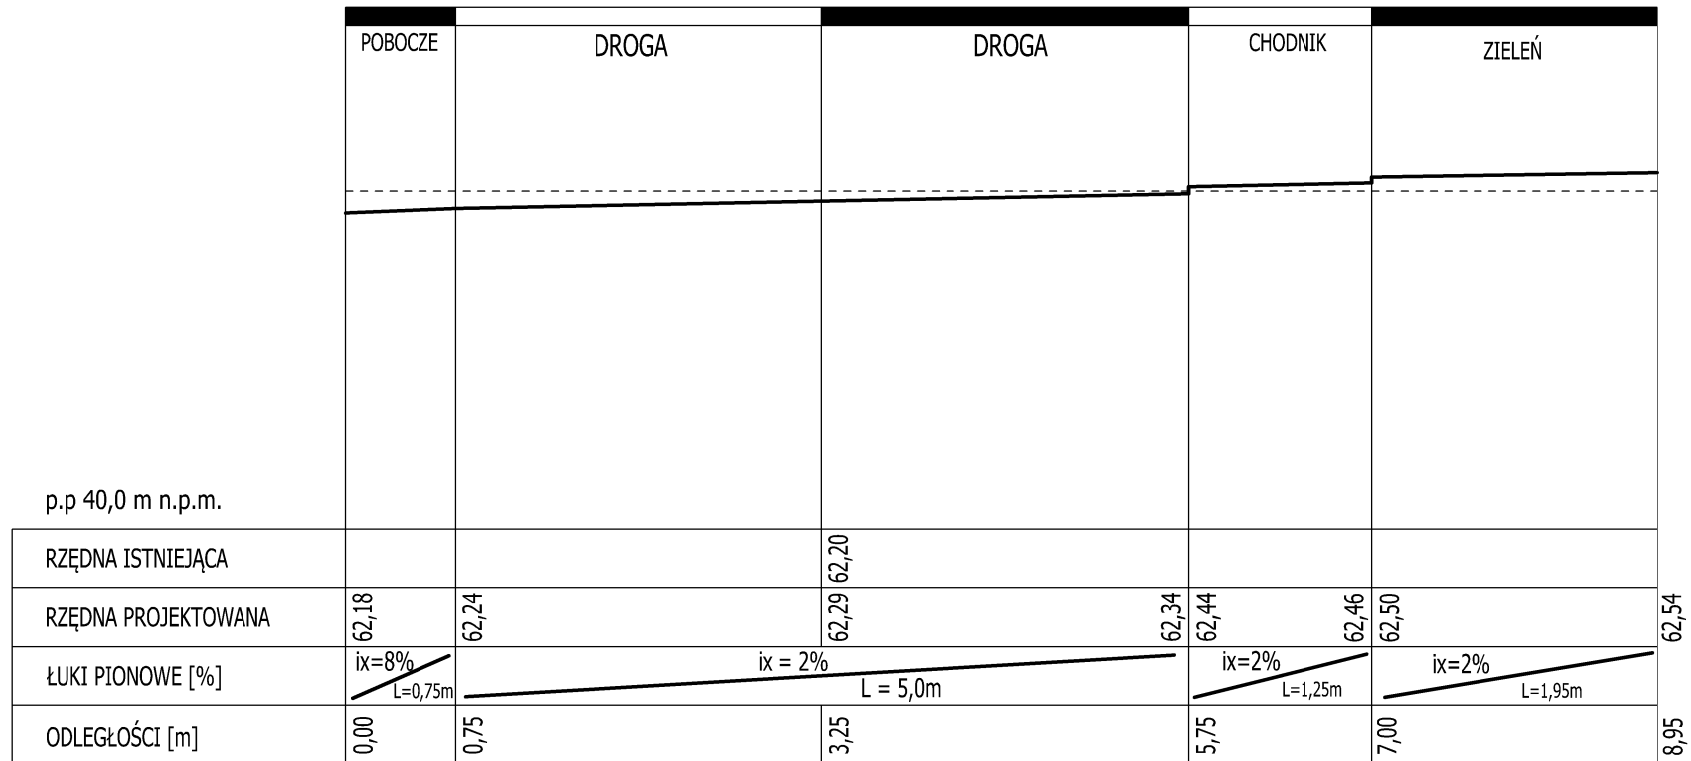 POBOCZE DROGA DROGA CHODNIK ZIELEŃ
p.p 40,0 m n.p.m.
RZĘDNA ISTNIEJĄCA 62,20
RZĘDNA PROJEKTOWANA 62,18 62,24 62,29 62,34 62,44 62,46 62,50 62,54
ŁUKI PIONOWE [%] ix=8% L=0,75m ix = 2% L = 5,0m ix=2% L=1,25m ix=2% L=1,95m
ODLEGŁOŚCI [m] 0,00 0,75 3,25 5,75 7,00 8,95